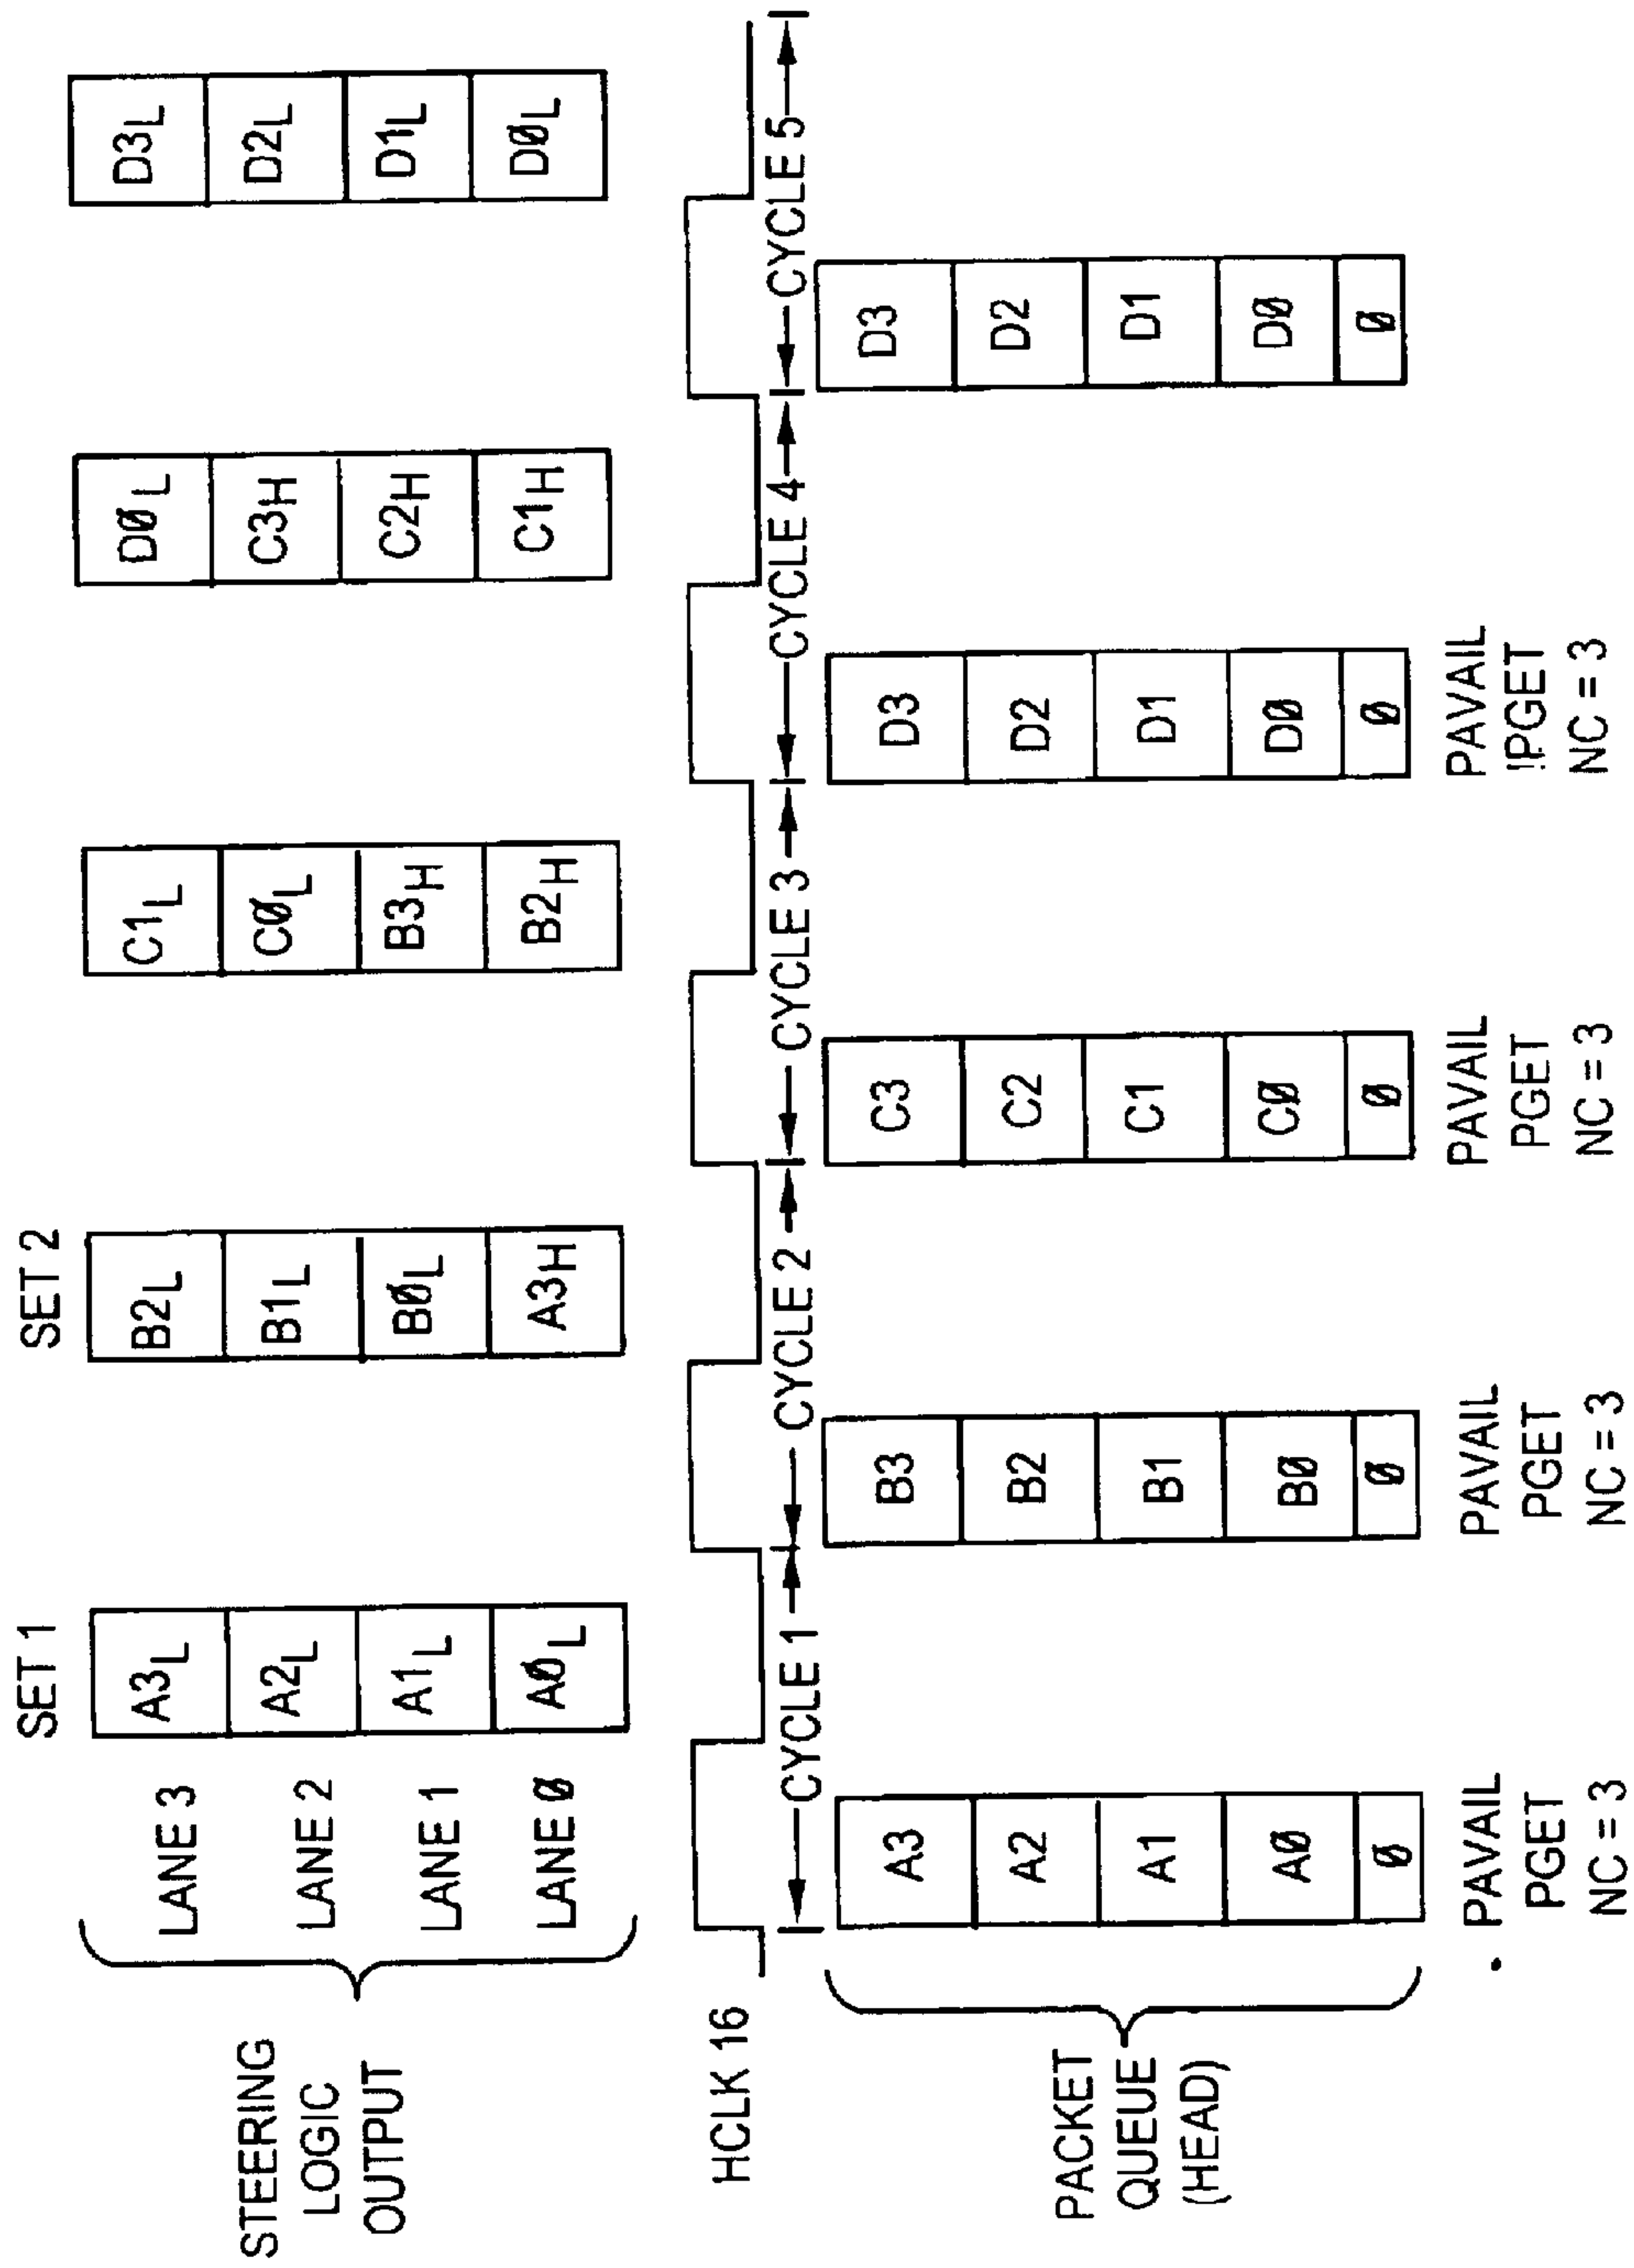 SET 1
SET 2
STEERING
LOGIC
OUTPUT
LANE 3
A3L
B2L
C1L
DØL
D3L
LANE 2
A2L
B1L
CØL
C3H
D2L
LANE 1
A1L
BØL
B3H
C2H
D1L
LANE Ø
AØL
A3H
B2H
C1H
DØL
HCLK 16
CYCLE 1
CYCLE 2
CYCLE 3
CYCLE 4
CYCLE 5
PACKET
QUEUE
(HEAD)
A3
B3
C3
D3
D3
A2
B2
C2
D2
D2
A1
B1
C1
D1
D1
AØ
BØ
CØ
DØ
DØ
Ø
Ø
Ø
Ø
Ø
PAVAIL
PGET
NC = 3
PAVAIL
PGET
NC = 3
PAVAIL
PGET
NC = 3
PAVAIL
!PGET
NC = 3